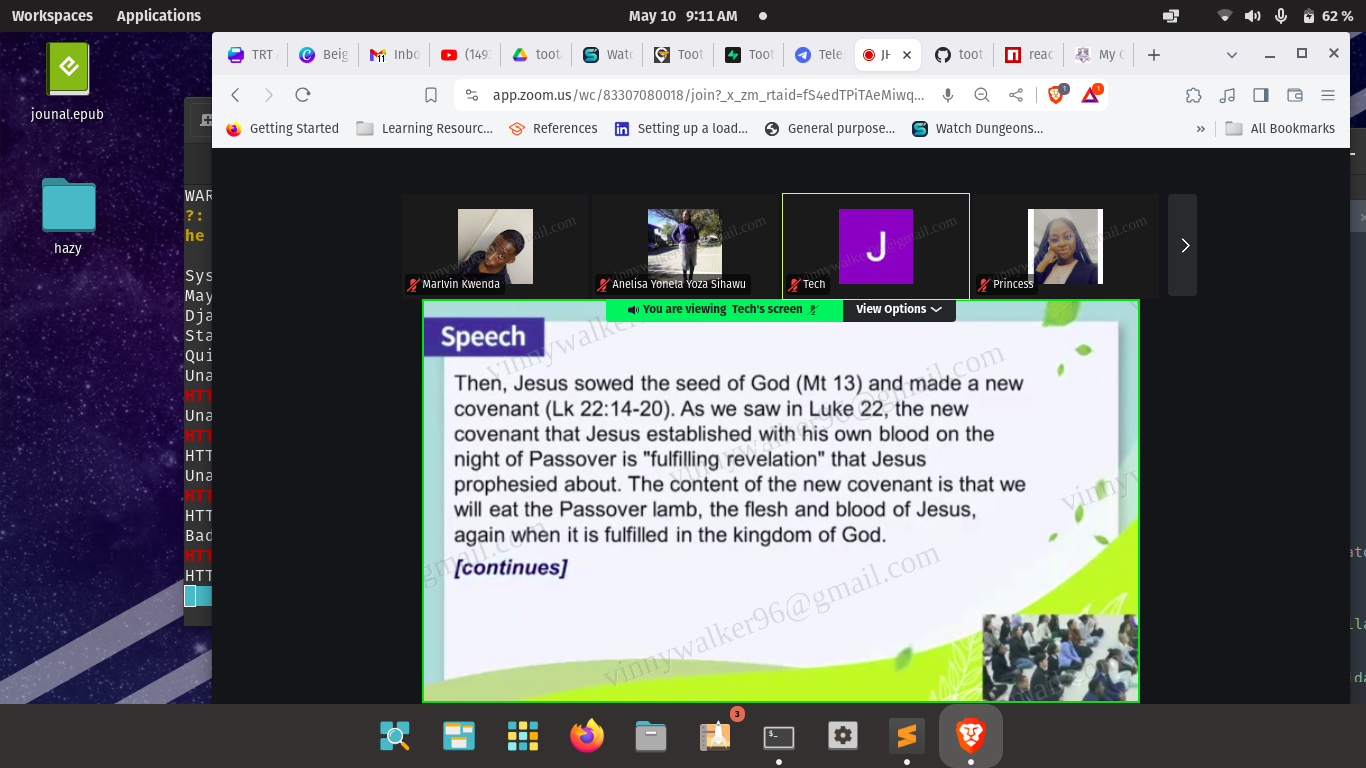 Workspaces Applications May 10 9:11 AM 62 %
jounal.epub
hazy
TRT Beig Inbo (149 toot Wat Toot Toot Tele JH toot reac My C
app.zoom.us/wc/83307080018/join?_x_zm_rtaid=fS4edTPiTAeMiwq...
1 1
Getting Started Learning Resourc... References Setting up a load... General purpose... Watch Dungeons... » All Bookmarks
WAR
?:
he
Sys
May
Dja
Sta
Qui
Una
HTT
Una
HTT
HTT
Una
HTT
HTT
Bad
HTT
HTT
J
Marlvin Kwenda Anelisa Yonela Yoza Sihawu Tech Princess
You are viewing Tech's screen View Options
Speech
Then, Jesus sowed the seed of God (Mt 13) and made a new
covenant (Lk 22:14-20). As we saw in Luke 22, the new
covenant that Jesus established with his own blood on the
night of Passover is "fulfilling revelation" that Jesus
prophesied about. The content of the new covenant is that we
will eat the Passover lamb, the flesh and blood of Jesus,
again when it is fulfilled in the kingdom of God.
[continues]
vinnywalker96@gmail.com
3